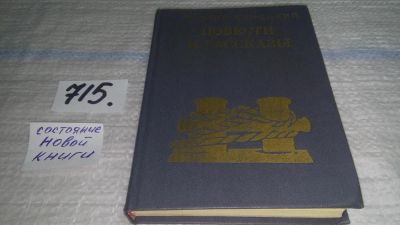 715.
состояние
новой
книги
ПОВЕСТИ
И РАССКАЗЫ